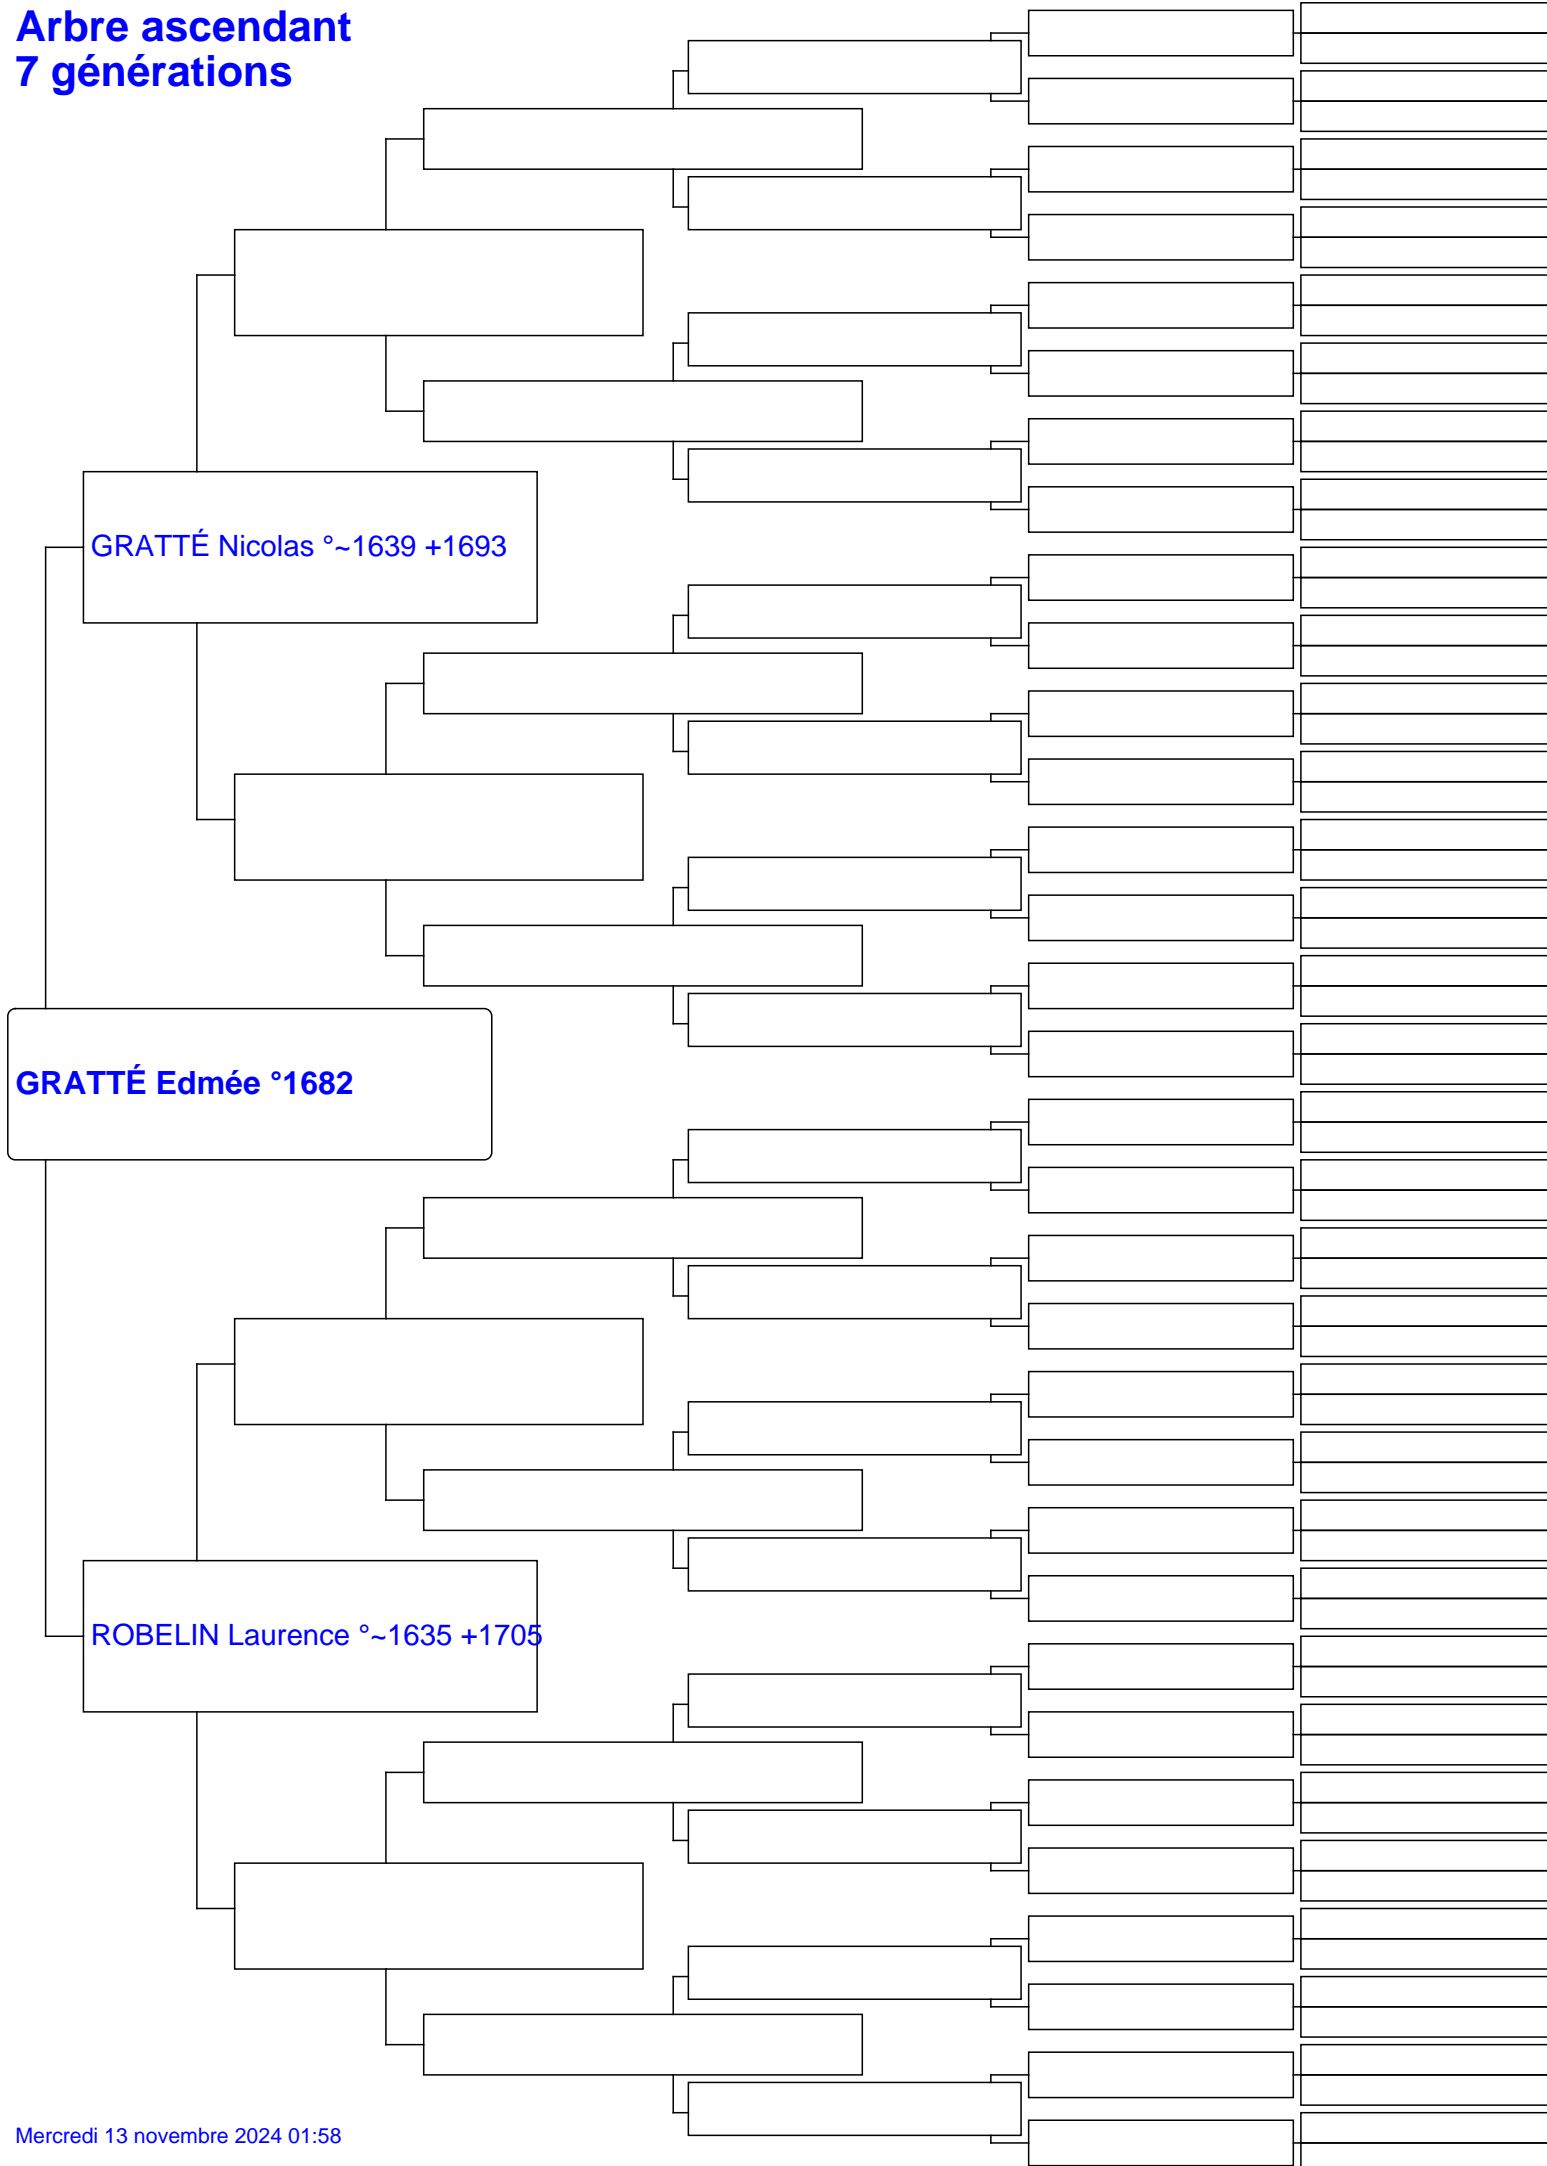 Arbre ascendant
7 générations
GRATTÉ Nicolas °~1639 +1693
GRATTÉ Edmée °1682
ROBELIN Laurence °~1635 +1705
Mercredi 13 novembre 2024 01:58